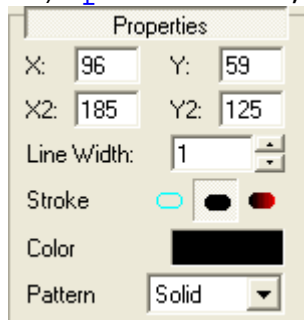 Properties
X: 96 Y: 59
X2: 185 Y2: 125
Line Width: 1
Stroke
Color
Pattern Solid